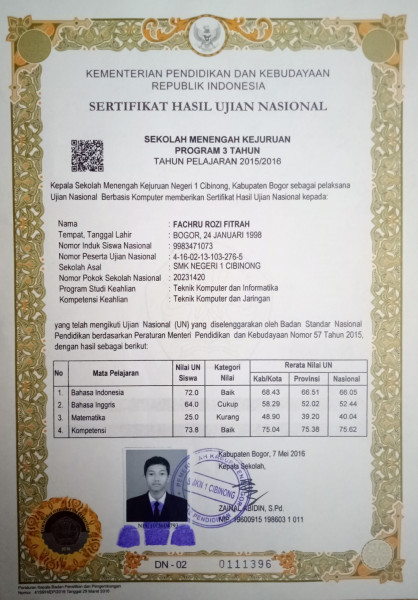 KEMENTERIAN PENDIDIKAN DAN KEBUDAYAAN
REPUBLIK INDONESIA
SERTIFIKAT HASIL UJIAN NASIONAL
SEKOLAH MENENGAH KEJURUAN
PROGRAM 3 TAHUN
TAHUN PELAJARAN 2015/2016
Kepala Sekolah Menengah Kejuruan Negeri 1 Cibinong, Kabupaten Bogor sebagai pelaksana
Ujian Nasional Berbasis Komputer memberikan Sertifikat Hasil Ujian Nasional kepada:
Nama : FACHRU ROZI FITRAH
Tempat, Tanggal Lahir : BOGOR, 24 JANUARI 1998
Nomor Induk Siswa Nasional : 9983471073
Nomor Peserta Ujian Nasional : 4-16-02-13-103-276-5
Sekolah Asal : SMK NEGERI 1 CIBINONG
Nomor Pokok Sekolah Nasional : 20231420
Program Studi Keahlian : Teknik Komputer dan Informatika
Kompetensi Keahlian : Teknik Komputer dan Jaringan
yang telah mengikuti Ujian Nasional (UN) yang diselenggarakan oleh Badan Standar Nasional
Pendidikan berdasarkan Peraturan Menteri Pendidikan dan Kebudayaan Nomor 57 Tahun 2015,
dengan hasil sebagai berikut:
No Mata Pelajaran Nilai UN Siswa Kategori Nilai Rerata Nilai UN
Kab/Kota Provinsi Nasional
1. Bahasa Indonesia 72.0 Baik 68.43 66.51 66.05
2. Bahasa Inggris 64.0 Cukup 58.29 52.02 52.44
3. Matematika 25.0 Kurang 48.90 39.20 40.04
4. Kompetensi 73.8 Baik 75.04 75.38 75.62
Kabupaten Bogor, 7 Mei 2016
Kepala Sekolah,
SMKN 1 CIBINONG
ZAINAL ABIDIN, S.Pd.
NIP. 19600915 198603 1 011
DN - 02 0111396
Peraturan Kepala Badan Penelitian dan Pengembangan